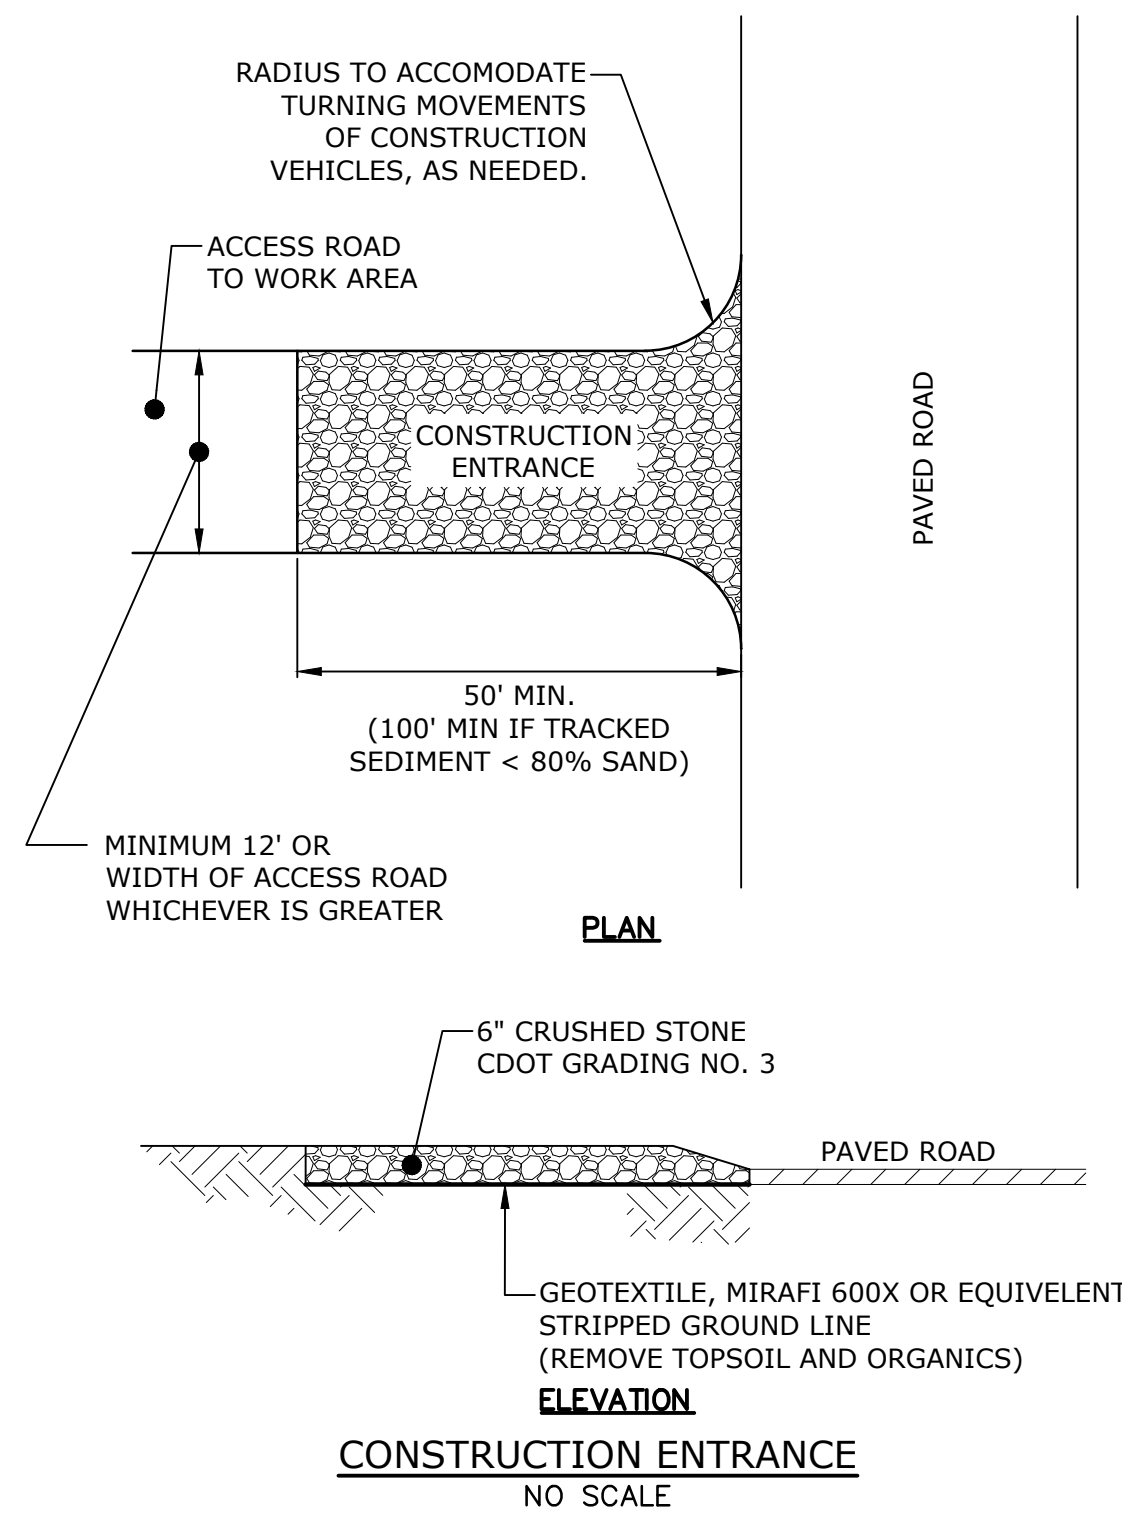 RADIUS TO ACCOMODATE
TURNING MOVEMENTS
OF CONSTRUCTION
VEHICLES, AS NEEDED.
ACCESS ROAD
TO WORK AREA
CONSTRUCTION
ENTRANCE
PAVED ROAD
50' MIN.
(100' MIN IF TRACKED
SEDIMENT < 80% SAND)
MINIMUM 12' OR
WIDTH OF ACCESS ROAD
WHICHEVER IS GREATER
PLAN
6" CRUSHED STONE
CDOT GRADING NO. 3
PAVED ROAD
GEOTEXTILE, MIRAFI 600X OR EQUIVELENT
STRIPPED GROUND LINE
(REMOVE TOPSOIL AND ORGANICS)
ELEVATION
CONSTRUCTION ENTRANCE
NO SCALE